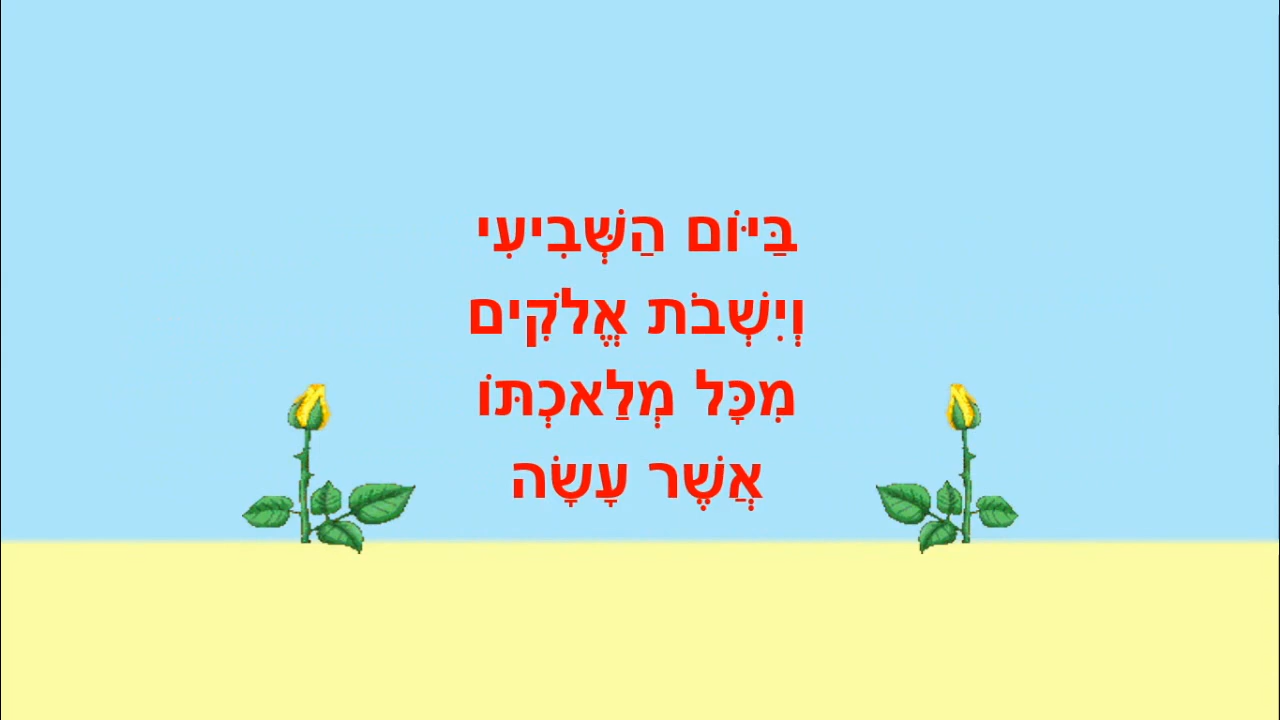 בַּיּוֹם הַשְּׁבִיעִי
וְיִשְׁבֹּת אֱלֹקִים
מִכָּל מְלַאכְתּוֹ
אֲשֶׁר עָשָׂה